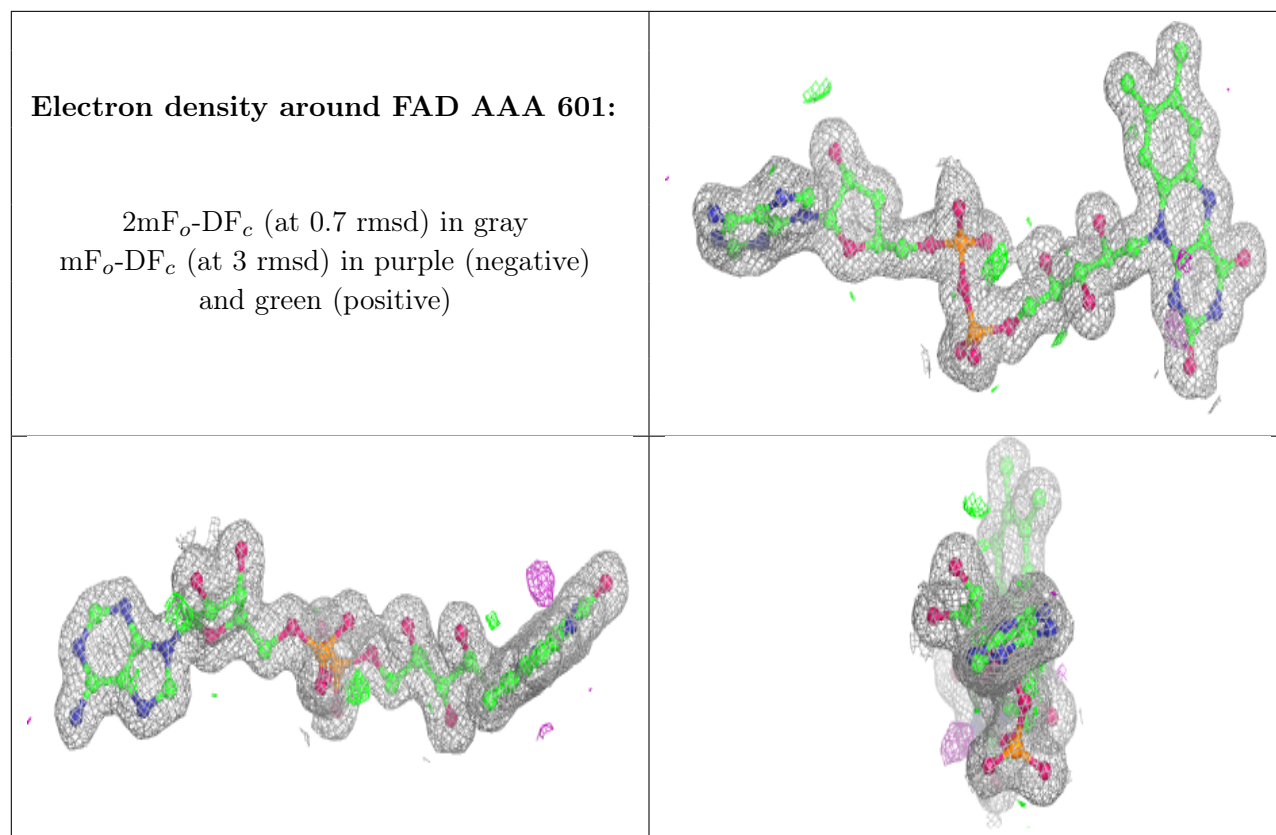 Electron density around FAD AAA 601:
2mFo-DFc (at 0.7 rmsd) in gray
mFo-DFc (at 3 rmsd) in purple (negative)
and green (positive)